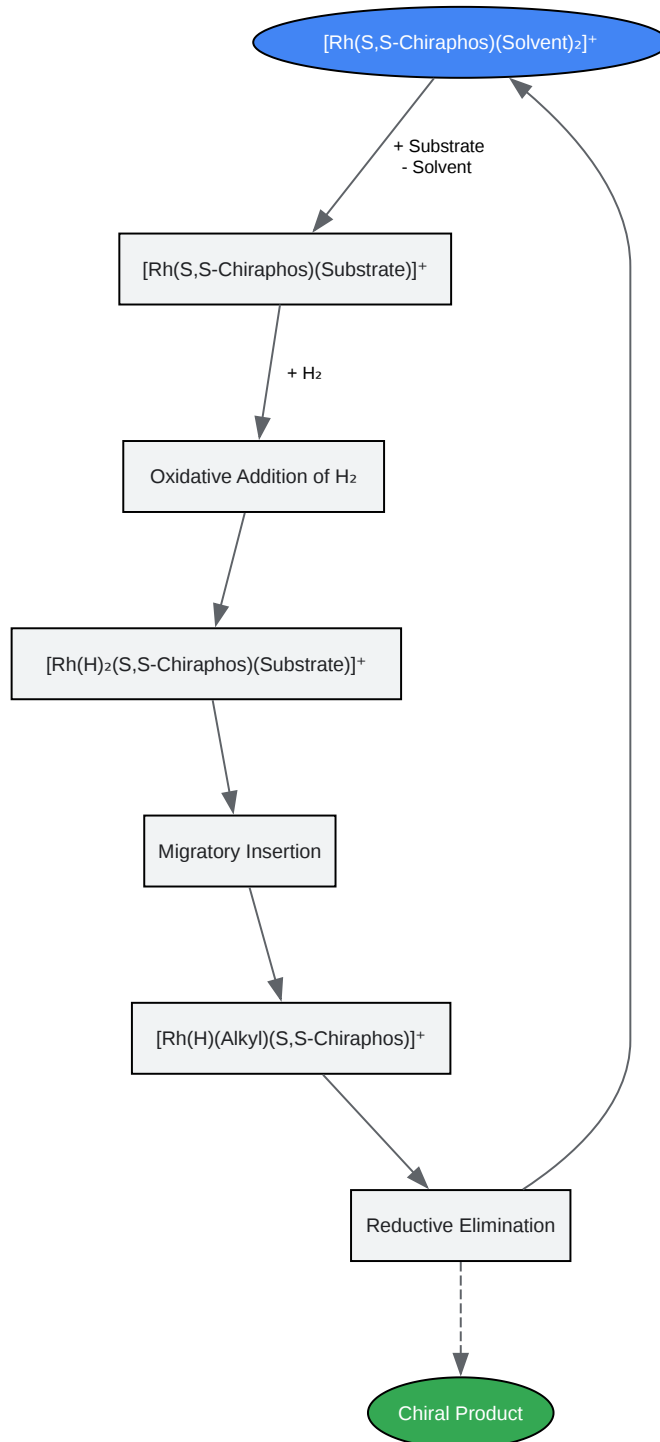 [Rh(S,S-Chiraphos)(Solvent)₂]⁺
+ Substrate
- Solvent
[Rh(S,S-Chiraphos)(Substrate)]⁺
+ H₂
Oxidative Addition of H₂
[Rh(H)₂(S,S-Chiraphos)(Substrate)]⁺
Migratory Insertion
[Rh(H)(Alkyl)(S,S-Chiraphos)]⁺
Reductive Elimination
Chiral Product